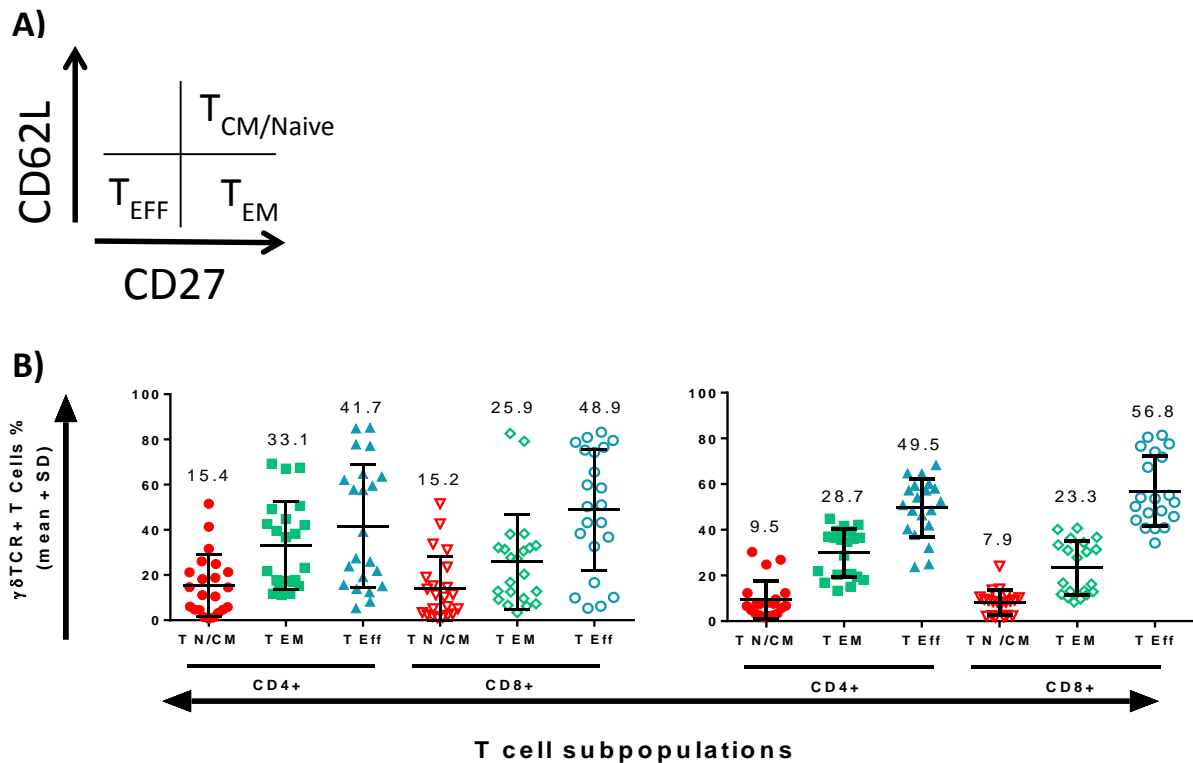 A)
CD62L
T CM/Naive
T EFF
T EM
CD27
B)
γδTCR+ T Cells %
(mean + SD)
100
80
60
40
20
0
15.4
33.1
41.7
15.2
25.9
48.9
T N/CM
T EM
T Eff
T N /CM
T EM
T Eff
CD4+
CD8+
100
80
60
40
20
0
9.5
28.7
49.5
7.9
23.3
56.8
T N/CM
T EM
T Eff
T N/CM
T EM
T Eff
CD4+
CD8+
T cell subpopulations